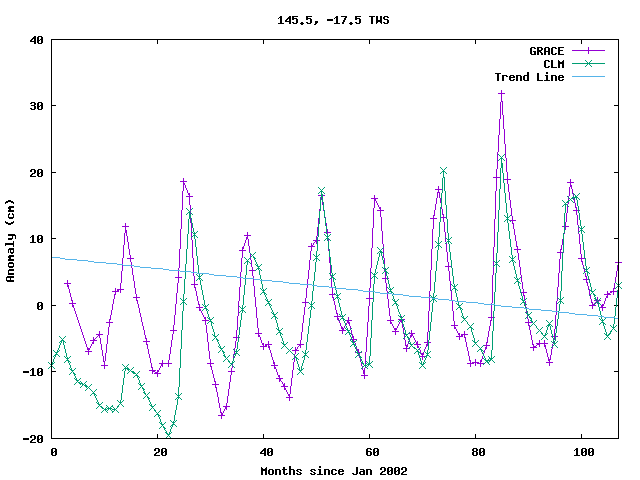 145.5, -17.5 TWS
40
30
20
10
0
-10
-20
0 20 40 60 80 100
Anomaly (cm)
Months since Jan 2002
GRACE
CLM
Trend Line